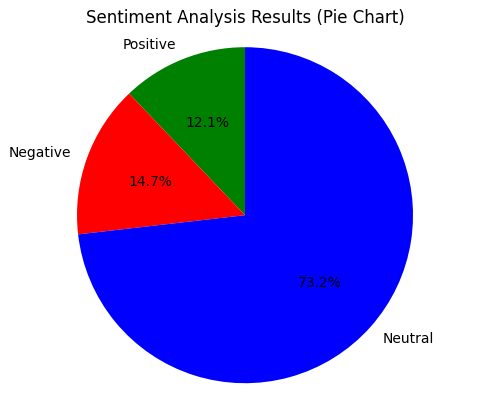 Sentiment Analysis Results (Pie Chart)
Positive
12.1%
Negative
14.7%
73.2%
Neutral